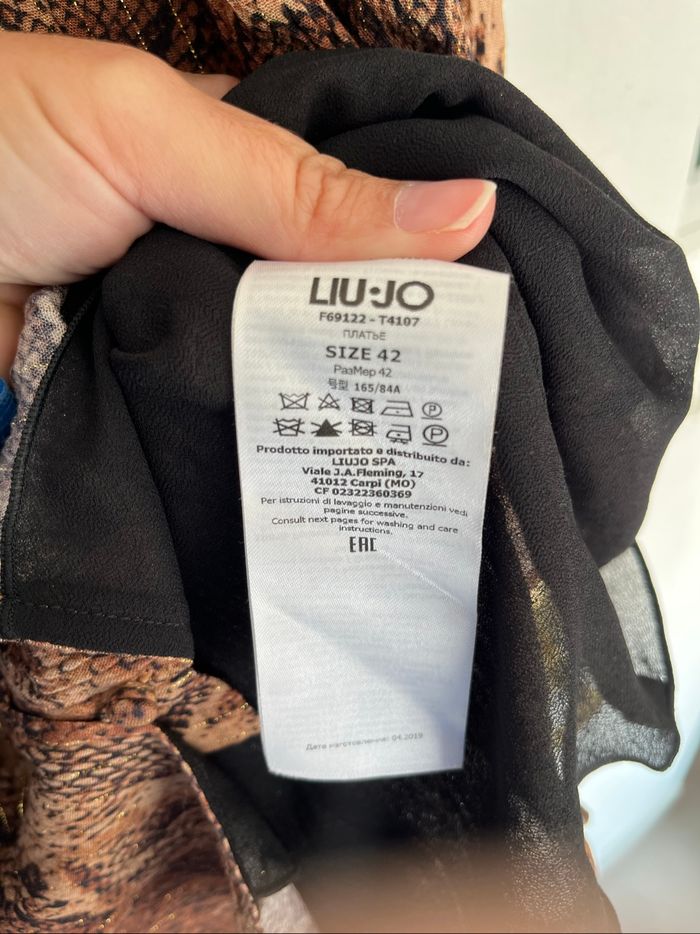 LIU·JO
F69122 - T4107
ПЛАТЬЕ
SIZE 42
РазМер 42
号型 165/84A
P
P
Prodotto importato e distribuito da:
LIUJO SPA
Viale J.A.Fleming, 17
41012 Carpi (MO)
CF 02322360369
Per istruzioni di lavaggio e manutenzioni vedi
pagine successive.
Consult next pages for washing and care
instructions.
EAC
Дата изготовления: 04.2019